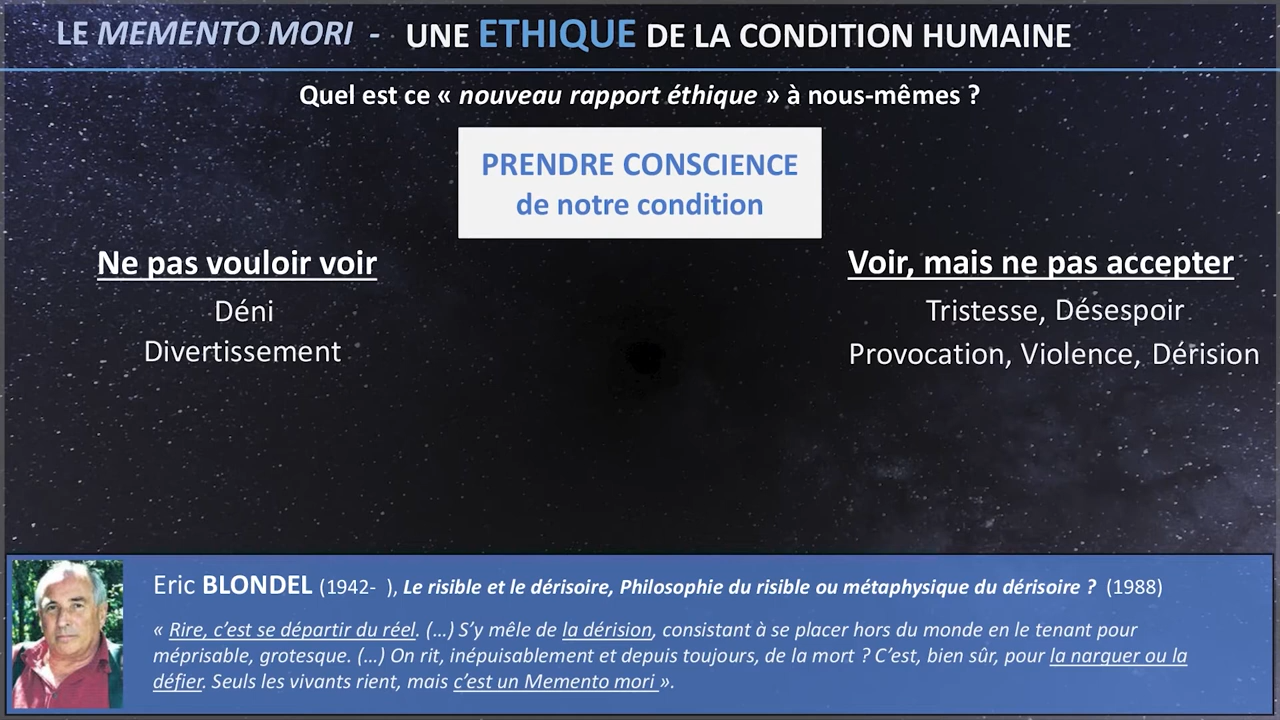 LE MEMENTO MORI - UNE ETHIQUE DE LA CONDITION HUMAINE
Quel est ce « nouveau rapport éthique » à nous-mêmes ?
PRENDRE CONSCIENCE
de notre condition
Ne pas vouloir voir
Déni
Divertissement
Voir, mais ne pas accepter
Tristesse, Désespoir
Provocation, Violence, Dérision
Eric BLONDEL (1942- ), Le risible et le dérisoire, Philosophie du risible ou métaphysique du dérisoire ? (1988)
« Rire, c’est se départir du réel. (…) S’y mêle de la dérision, consistant à se placer hors du monde en le tenant pour
méprisable, grotesque. (…) On rit, inépuisablement et depuis toujours, de la mort ? C’est, bien sûr, pour la narguer ou la
défier. Seuls les vivants rient, mais c’est un Memento mori ».